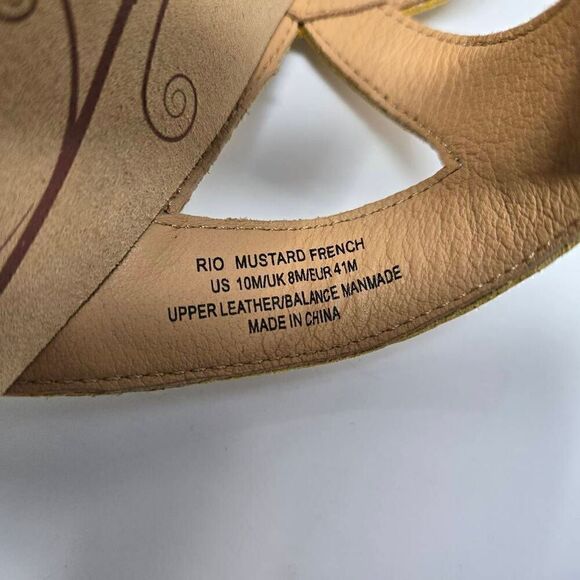 RIO MUSTARD FRENCH
US 10M/UK 8M/EUR 41M
UPPER LEATHER/BALANCE MANMADE
MADE IN CHINA